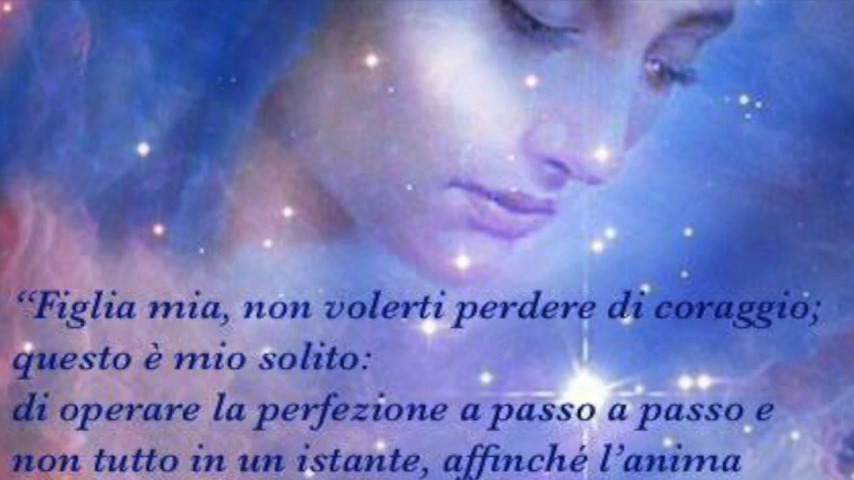 “Figlia mia, non volerti perdere di coraggio;
questo è mio solito:
di operare la perfezione a passo a passo e
non tutto in un istante, affinché l’anima